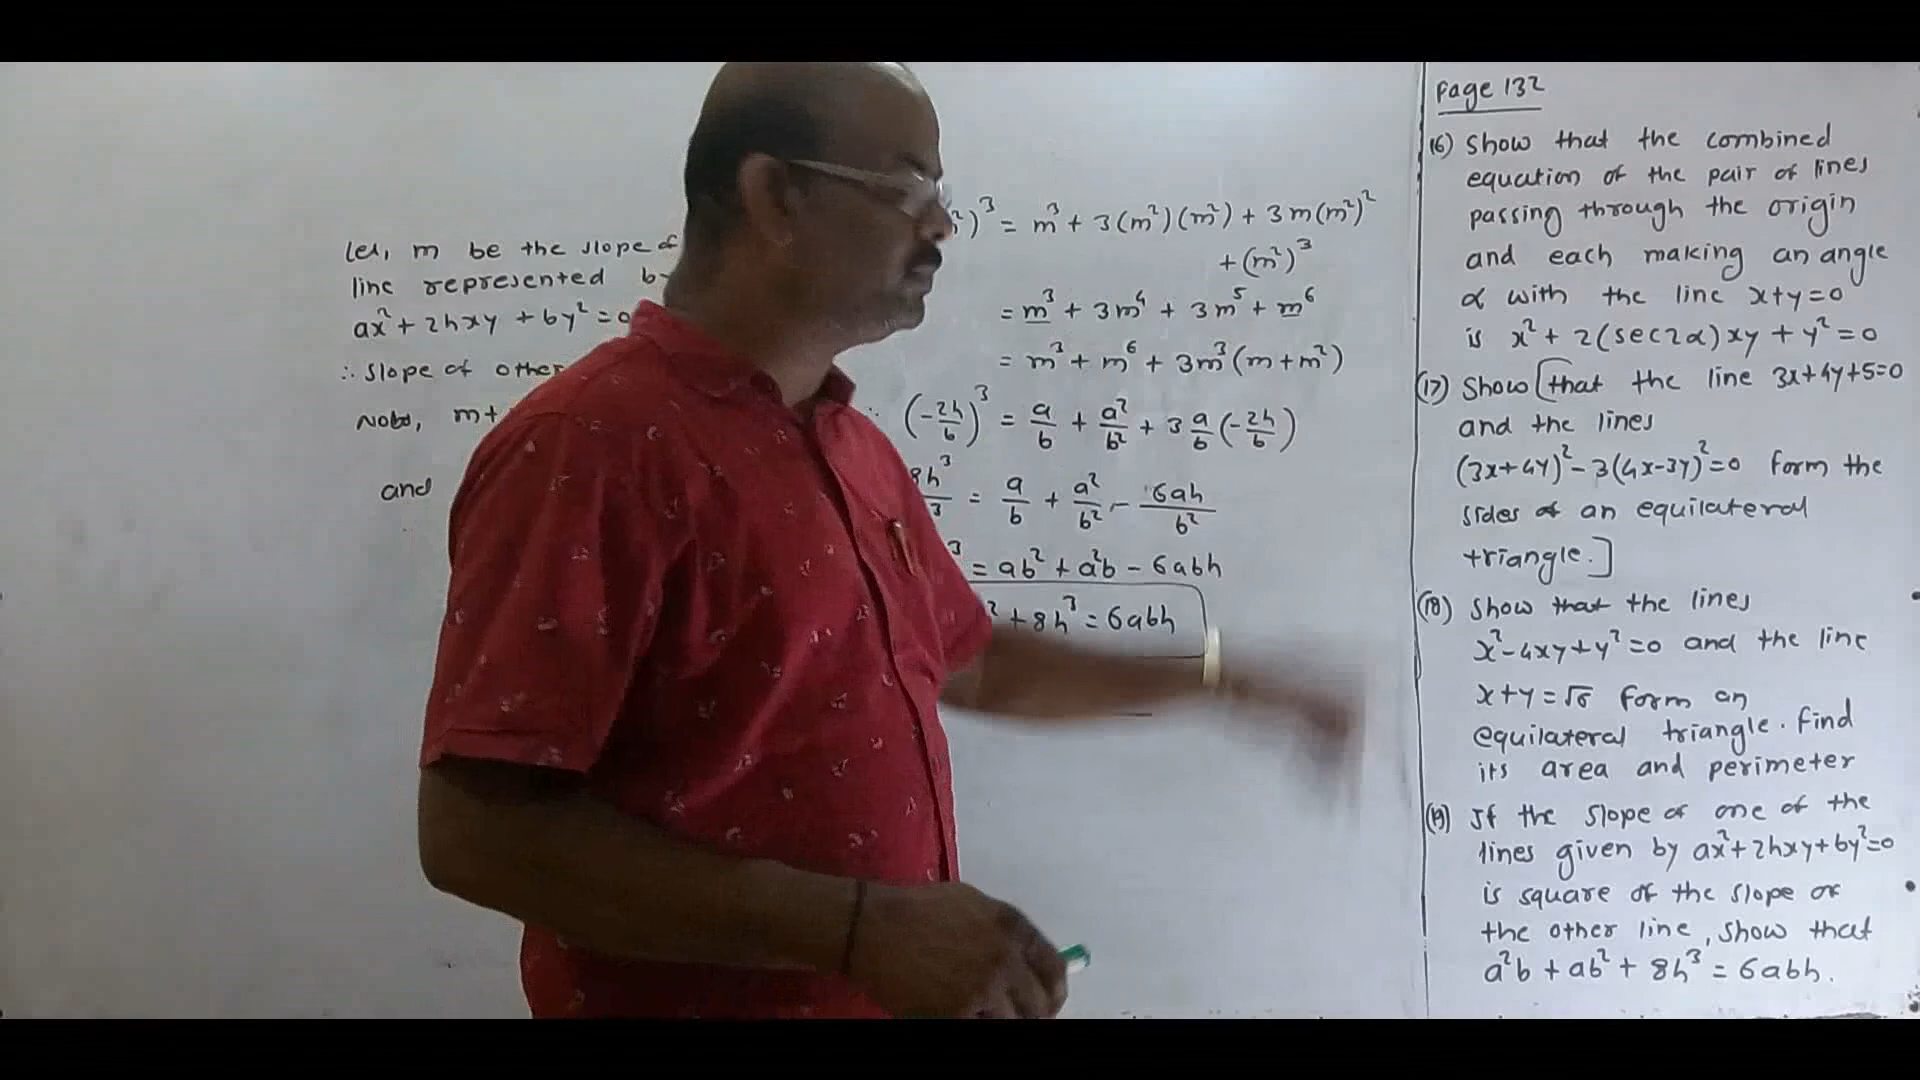 Let, m be the slope of
line represented
ax² + 2hxy + by² = 0
∴ slope of other
Now, m+
and
)³ = m³ + 3(m²)(m²) + 3m(m²)²
+ (m²)³
= m³ + 3m⁴ + 3m⁵ + m⁶
= m³ + m⁶ + 3m³(m + m²)
(-2h/b)³ = a/b + a²/b² + 3 a/b (-2h/b)
8h³/3 = a/b + a²/b² - 6ah/b²
³ = ab² + a²b - 6abh
² + 8h³ = 6abh
Page 132
(16) Show that the combined
equation of the pair of lines
passing through the origin
and each making an angle
α with the line x+y=0
is x² + 2(sec2α)xy + y² = 0
(17) Show [that the line 3x+4y+5=0
and the lines
(3x+4y)² - 3(4x-3y)² = 0 form the
sides of an equilateral
triangle.]
(18) Show that the lines
x² - 4xy + y² = 0 and the line
x + y = √6 form an
equilateral triangle. Find
its area and perimeter
(19) If the slope of one of the
lines given by ax² + 2hxy + by² = 0
is square of the slope of
the other line, show that
a²b + ab² + 8h³ = 6abh.